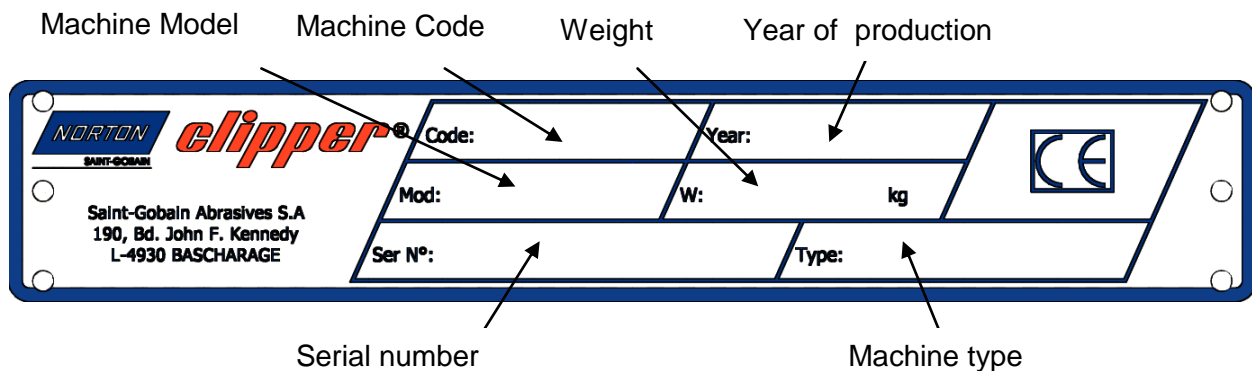 Machine Model Machine Code Weight Year of production
NORTON clipper® Code: Year:
SAINT-GOBAIN
CE
Mod: W: kg
Saint-Gobain Abrasives S.A
190, Bd. John F. Kennedy
L-4930 BASCHARAGE
Ser N°: Type:
Serial number Machine type